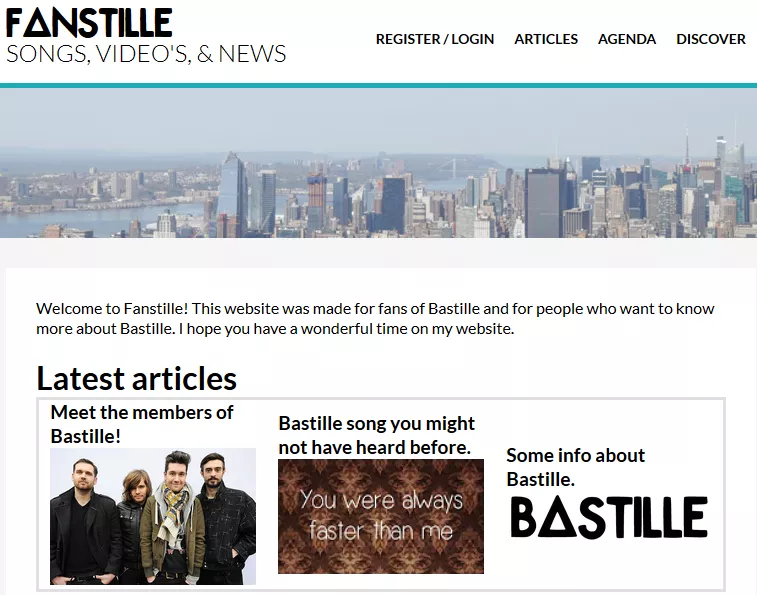 FANSTILLE
SONGS, VIDEO'S, & NEWS
REGISTER / LOGIN ARTICLES AGENDA DISCOVER
Welcome to Fanstille! This website was made for fans of Bastille and for people who want to know
more about Bastille. I hope you have a wonderful time on my website.
Latest articles
Meet the members of
Bastille!
Bastille song you might
not have heard before.
You were always
faster than me
Some info about
Bastille.
BASTILLE